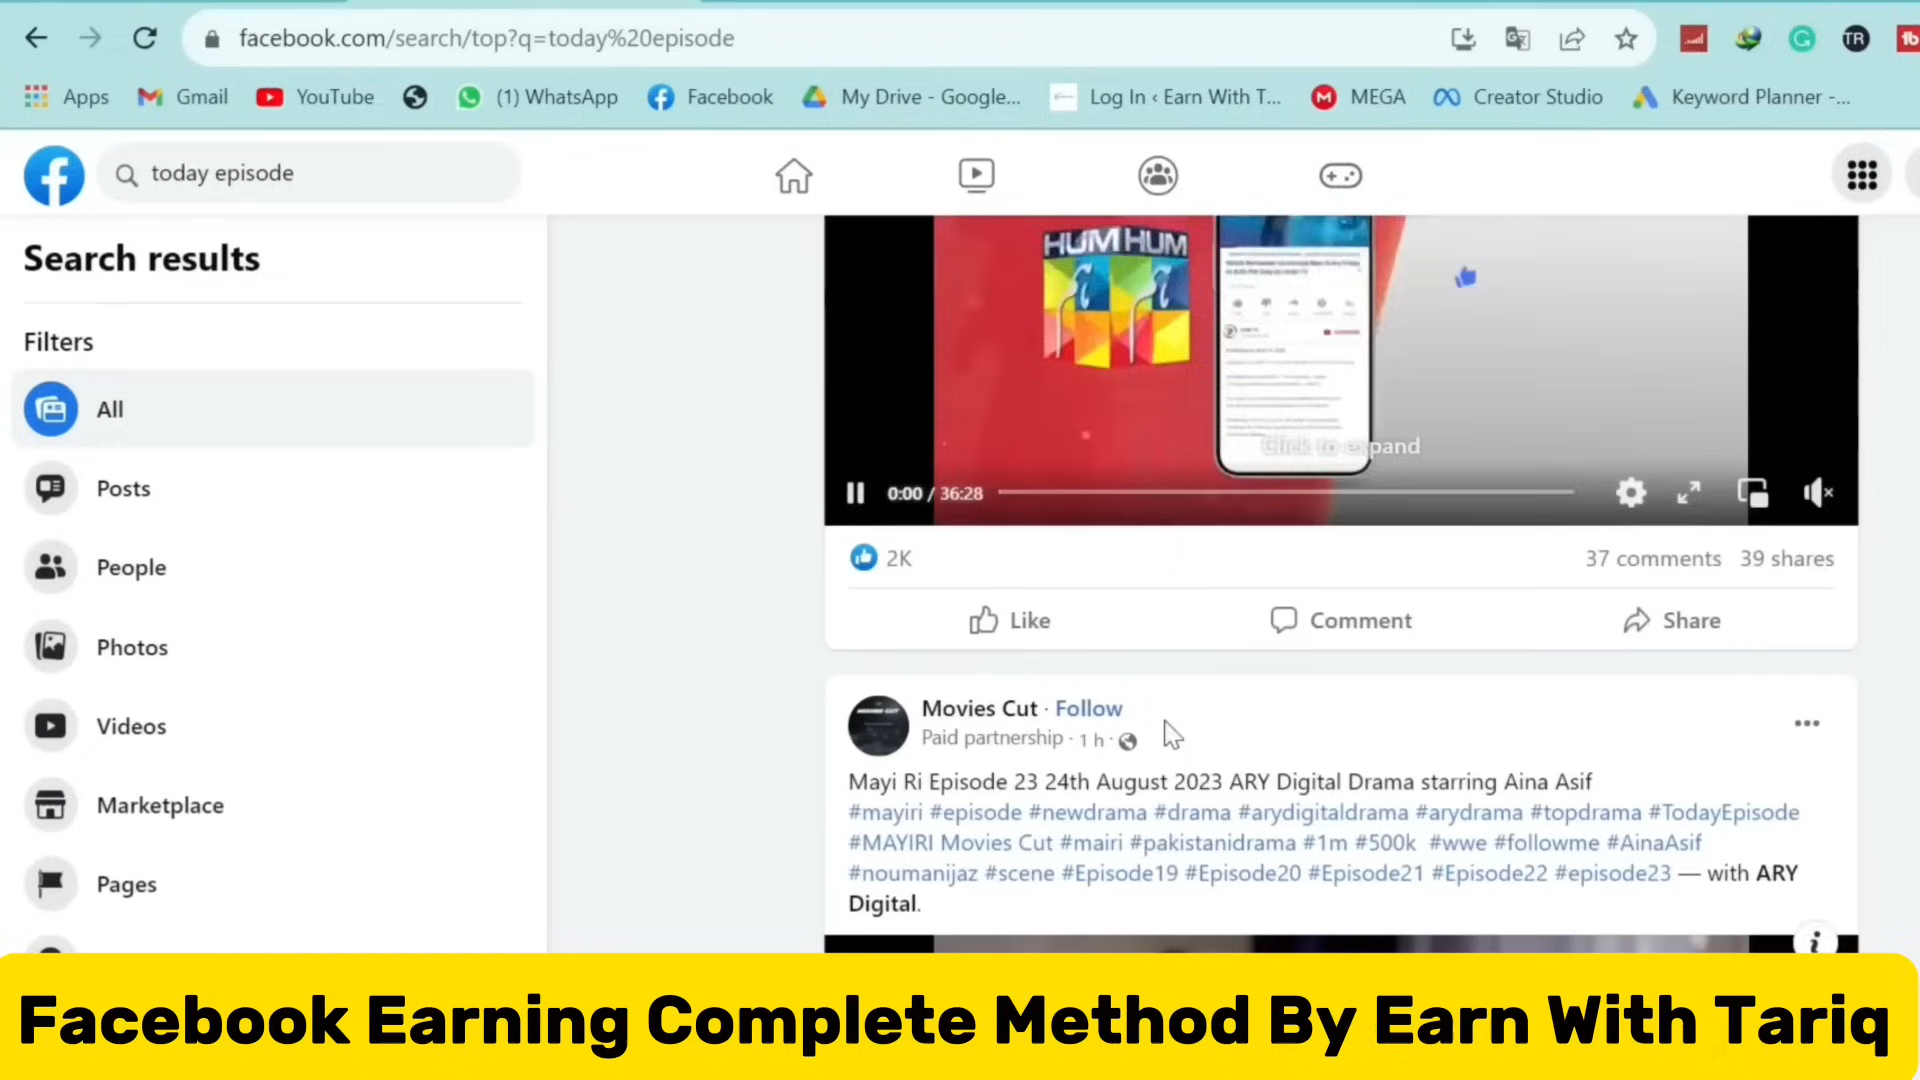 facebook.com/search/top?q=today%20episode
TR
Apps
Gmail
YouTube
(1) WhatsApp
Facebook
My Drive - Google...
Log In ‹ Earn With T...
MEGA
Creator Studio
Keyword Planner -...
today episode
Search results
Filters
All
Posts
People
Photos
Videos
Marketplace
Pages
HUM HUM
Click to expand
0:00 / 36:28
2K
37 comments 39 shares
Like
Comment
Share
Movies Cut · Follow
Paid partnership · 1 h ·
Mayi Ri Episode 23 24th August 2023 ARY Digital Drama starring Aina Asif
#mayiri #episode #newdrama #drama #arydigitaldrama #arydrama #topdrama #TodayEpisode
#MAYIRI Movies Cut #mairi #pakistanidrama #1m #500k #wwe #followme #AinaAsif
#noumanijaz #scene #Episode19 #Episode20 #Episode21 #Episode22 #episode23 — with ARY
Digital.
Facebook Earning Complete Method By Earn With Tariq